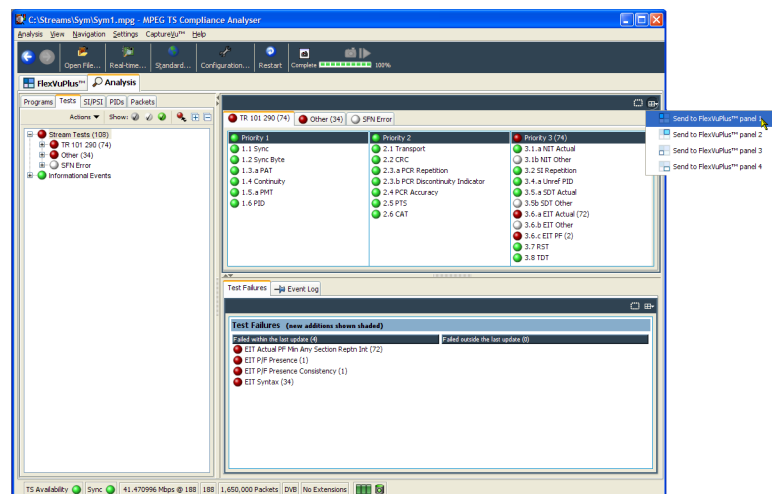 C:\Streams\Sym\Sym1.mpg - MPEG TS Compliance Analyser
Analysis View Navigation Settings CaptureVu™ Help
Open File... Real-time... Standard... Configuration... Restart Complete 100%
FlexVuPlus™ Analysis
Programs Tests SI/PSI PIDs Packets
Actions Show:
Stream Tests (108)
TR 101 290 (74)
Other (34)
SFN Error
Informational Events
TR 101 290 (74) Other (34) SFN Error
Priority 1
1.1 Sync
1.2 Sync Byte
1.3.a PAT
1.4 Continuity
1.5.a PMT
1.6 PID
Priority 2
2.1 Transport
2.2 CRC
2.3.a PCR Repetition
2.3.b PCR Discontinuity Indicator
2.4 PCR Accuracy
2.5 PTS
2.6 CAT
Priority 3 (74)
3.1.a NIT Actual
3.1b NIT Other
3.2 SI Repetition
3.4.a Unref PID
3.5.a SDT Actual
3.5b SDT Other
3.6.a EIT Actual (72)
3.6.b EIT Other
3.6.c EIT PF (2)
3.7 RST
3.8 TDT
Send to FlexVuPlus™ panel 1
Send to FlexVuPlus™ panel 2
Send to FlexVuPlus™ panel 3
Send to FlexVuPlus™ panel 4
Test Failures Event Log
Test Failures (new additions shown shaded)
Failed within the last update (4) Failed outside the last update (0)
EIT Actual PF Min Any Section Reptn Int (72)
EIT P/F Presence (1)
EIT P/F Presence Consistency (1)
EIT Syntax (34)
TS Availability Sync 41.470996 Mbps @ 188 188 1,650,000 Packets DVB No Extensions